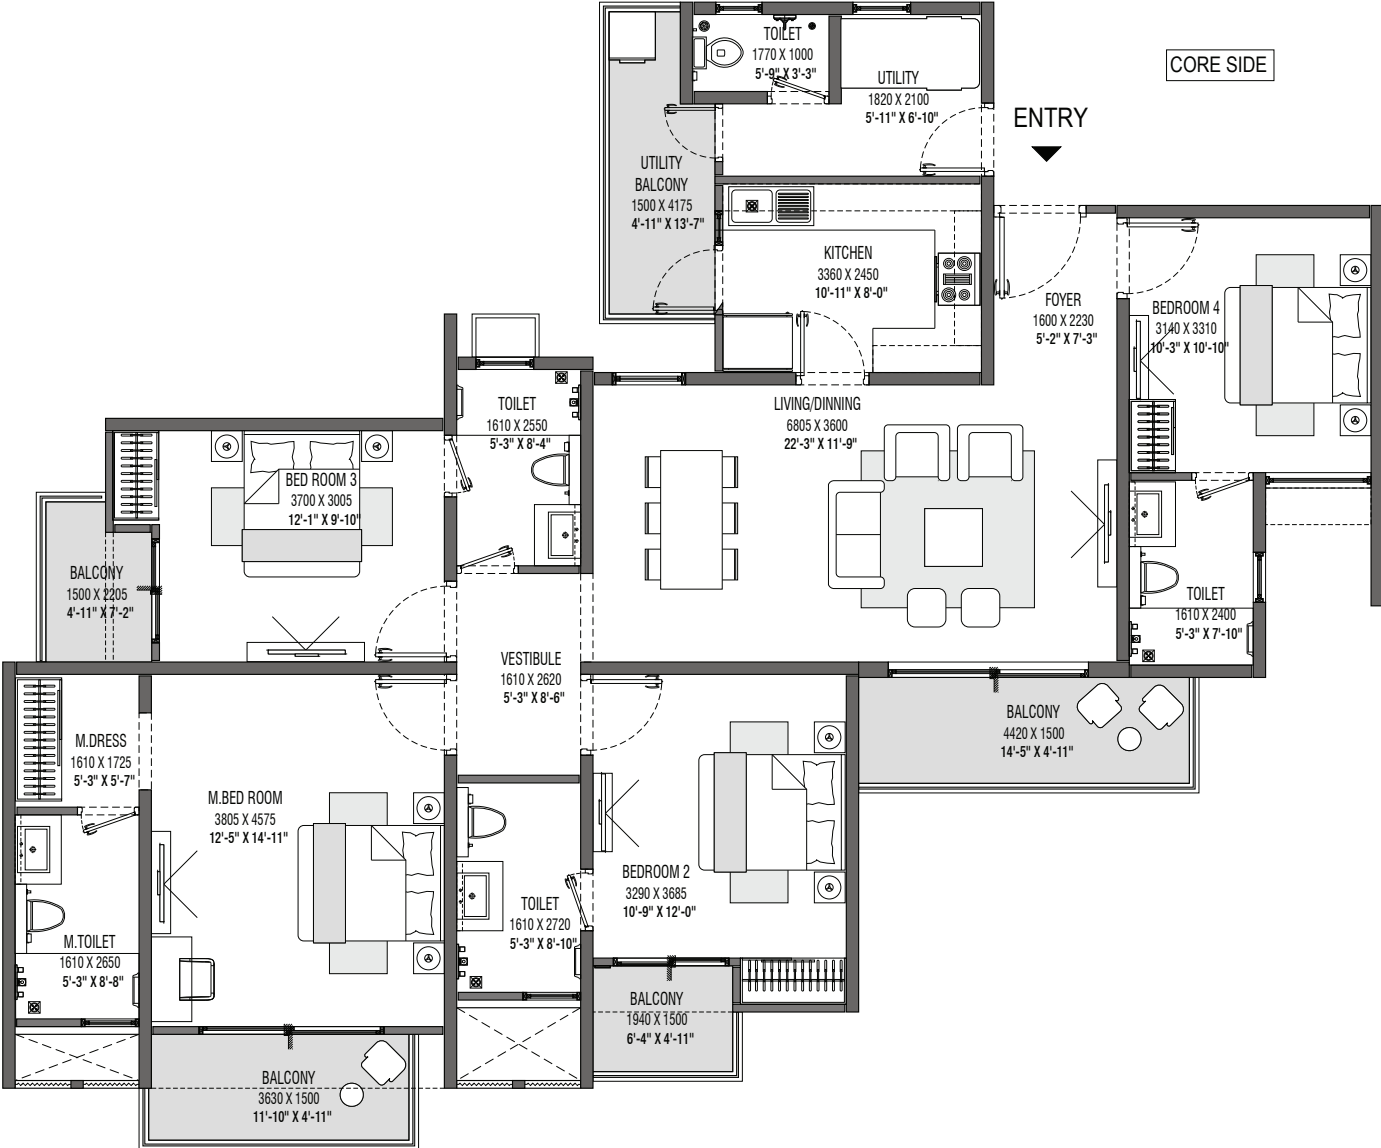 TOILET
1770 X 1000
5'-9" X 3'-3"
UTILITY
1820 X 2100
5'-11" X 6'-10"
CORE SIDE
ENTRY
UTILITY
BALCONY
1500 X 4175
4'-11" X 13'-7"
KITCHEN
3360 X 2450
10'-11" X 8'-0"
FOYER
1600 X 2230
5'-2" X 7'-3"
BEDROOM 4
3140 X 3310
10'-3" X 10'-10"
TOILET
1610 X 2550
5'-3" X 8'-4"
LIVING/DINNING
6805 X 3600
22'-3" X 11'-9"
BED ROOM 3
3700 X 3005
12'-1" X 9'-10"
BALCONY
1500 X 2205
4'-11" X 7'-2"
TOILET
1610 X 2400
5'-3" X 7'-10"
VESTIBULE
1610 X 2620
5'-3" X 8'-6"
M.DRESS
1610 X 1725
5'-3" X 5'-7"
BALCONY
4420 X 1500
14'-5" X 4'-11"
M.BED ROOM
3805 X 4575
12'-5" X 14'-11"
BEDROOM 2
3290 X 3685
10'-9" X 12'-0"
TOILET
1610 X 2720
5'-3" X 8'-10"
M.TOILET
1610 X 2650
5'-3" X 8'-8"
BALCONY
1940 X 1500
6'-4" X 4'-11"
BALCONY
3630 X 1500
11'-10" X 4'-11"